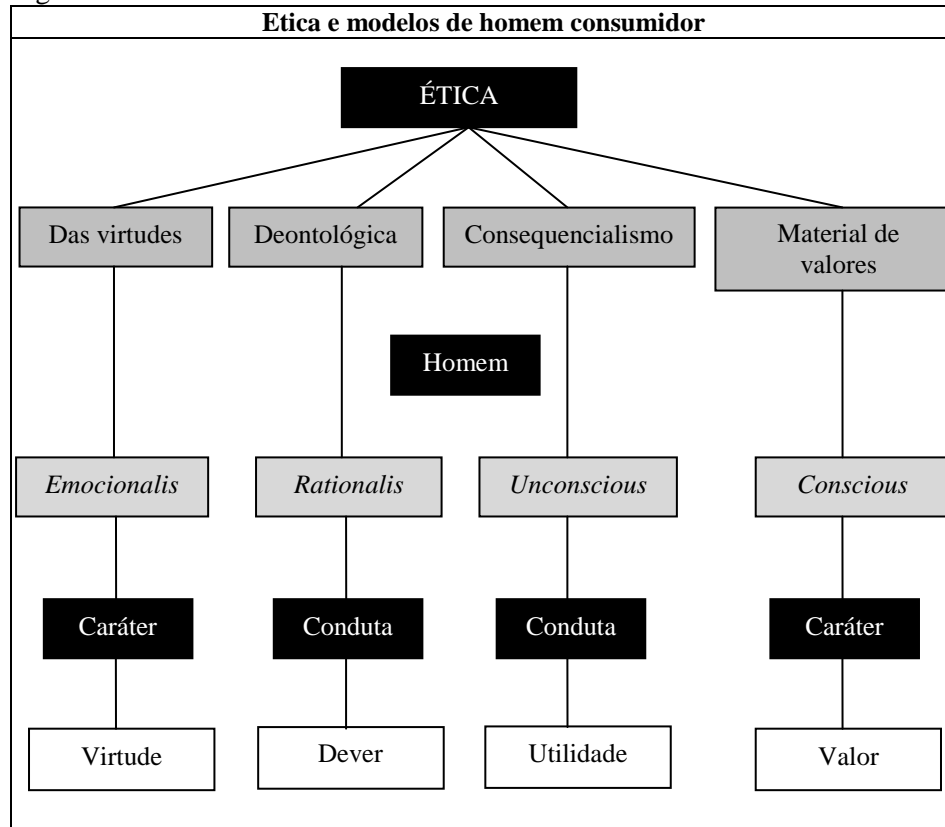 Etica e modelos de homem consumidor
ÉTICA
Das virtudes
Deontológica
Consequencialismo
Material de
valores
Homem
Emocionalis
Rationalis
Unconscious
Conscious
Caráter
Conduta
Conduta
Caráter
Virtude
Dever
Utilidade
Valor